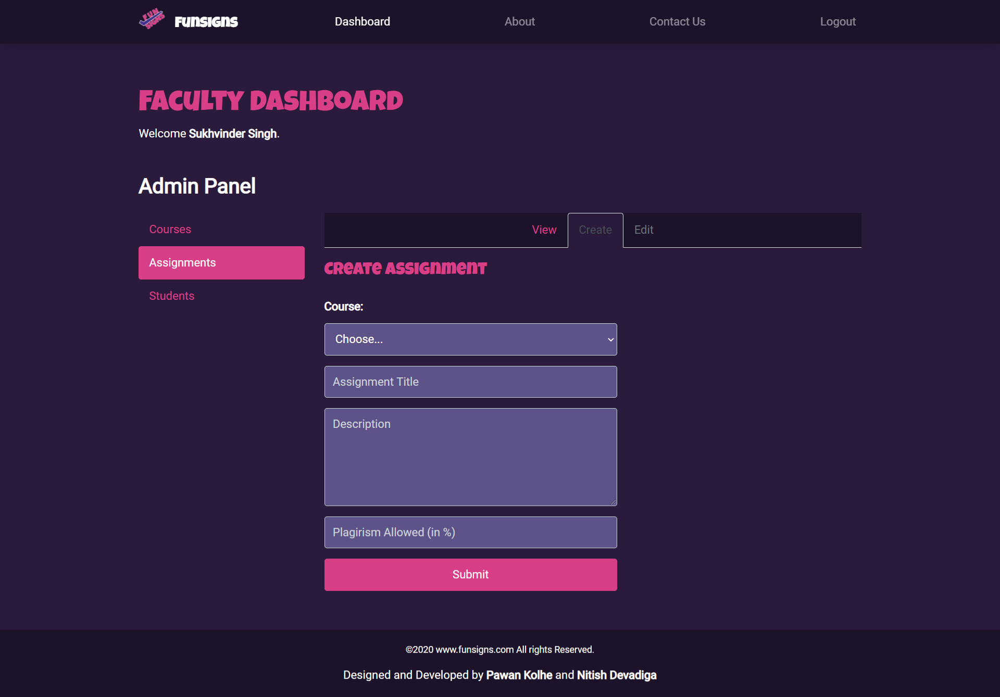 FUN SIGNS
FUNSIGNS
Dashboard
About
Contact Us
Logout
FACULTY DASHBOARD
Welcome Sukhvinder Singh.
Admin Panel
Courses
Assignments
Students
View
Create
Edit
CREATE ASSIGNMENT
Course:
Choose...
Assignment Title
Description
Plagirism Allowed (in %)
Submit
©2020 www.funsigns.com All rights Reserved.
Designed and Developed by Pawan Kolhe and Nitish Devadiga